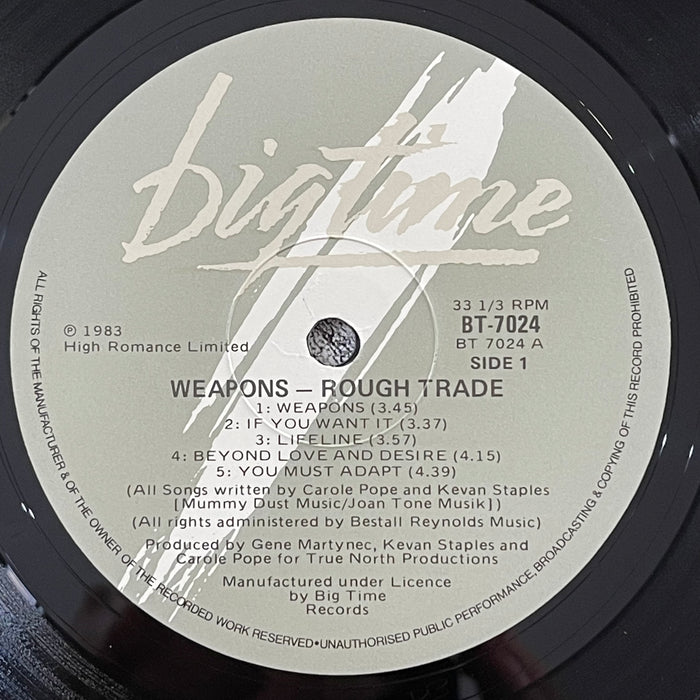 bigtime
33 1/3 RPM
BT-7024
BT 7024 A
SIDE 1
℗ 1983
High Romance Limited
WEAPONS — ROUGH TRADE
1: WEAPONS (3.45)
2: IF YOU WANT IT (3.37)
3: LIFELINE (3.57)
4: BEYOND LOVE AND DESIRE (4.15)
5: YOU MUST ADAPT (4.39)
(All Songs written by Carole Pope and Kevan Staples
[Mummy Dust Music/Joan Tone Musik])
(All rights administered by Bestall Reynolds Music)
Produced by Gene Martynec, Kevan Staples and
Carole Pope for True North Productions
Manufactured under Licence
by Big Time
Records
ALL RIGHTS OF THE MANUFACTURER & OF THE OWNER OF THE RECORDED WORK RESERVED•UNAUTHORISED PUBLIC PERFORMANCE, BROADCASTING & COPYING OF THIS RECORD PROHIBITED